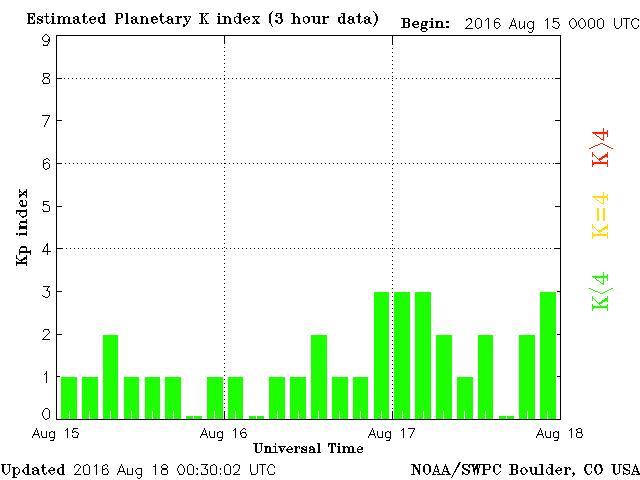 Estimated Planetary K index (3 hour data) Begin: 2016 Aug 15 0000 UTC
9
8
7
6
5
4
3
2
1
0
Kp index
K>4
K=4
K<4
Aug 15 Aug 16 Aug 17 Aug 18
Universal Time
Updated 2016 Aug 18 00:30:02 UTC NOAA/SWPC Boulder, CO USA